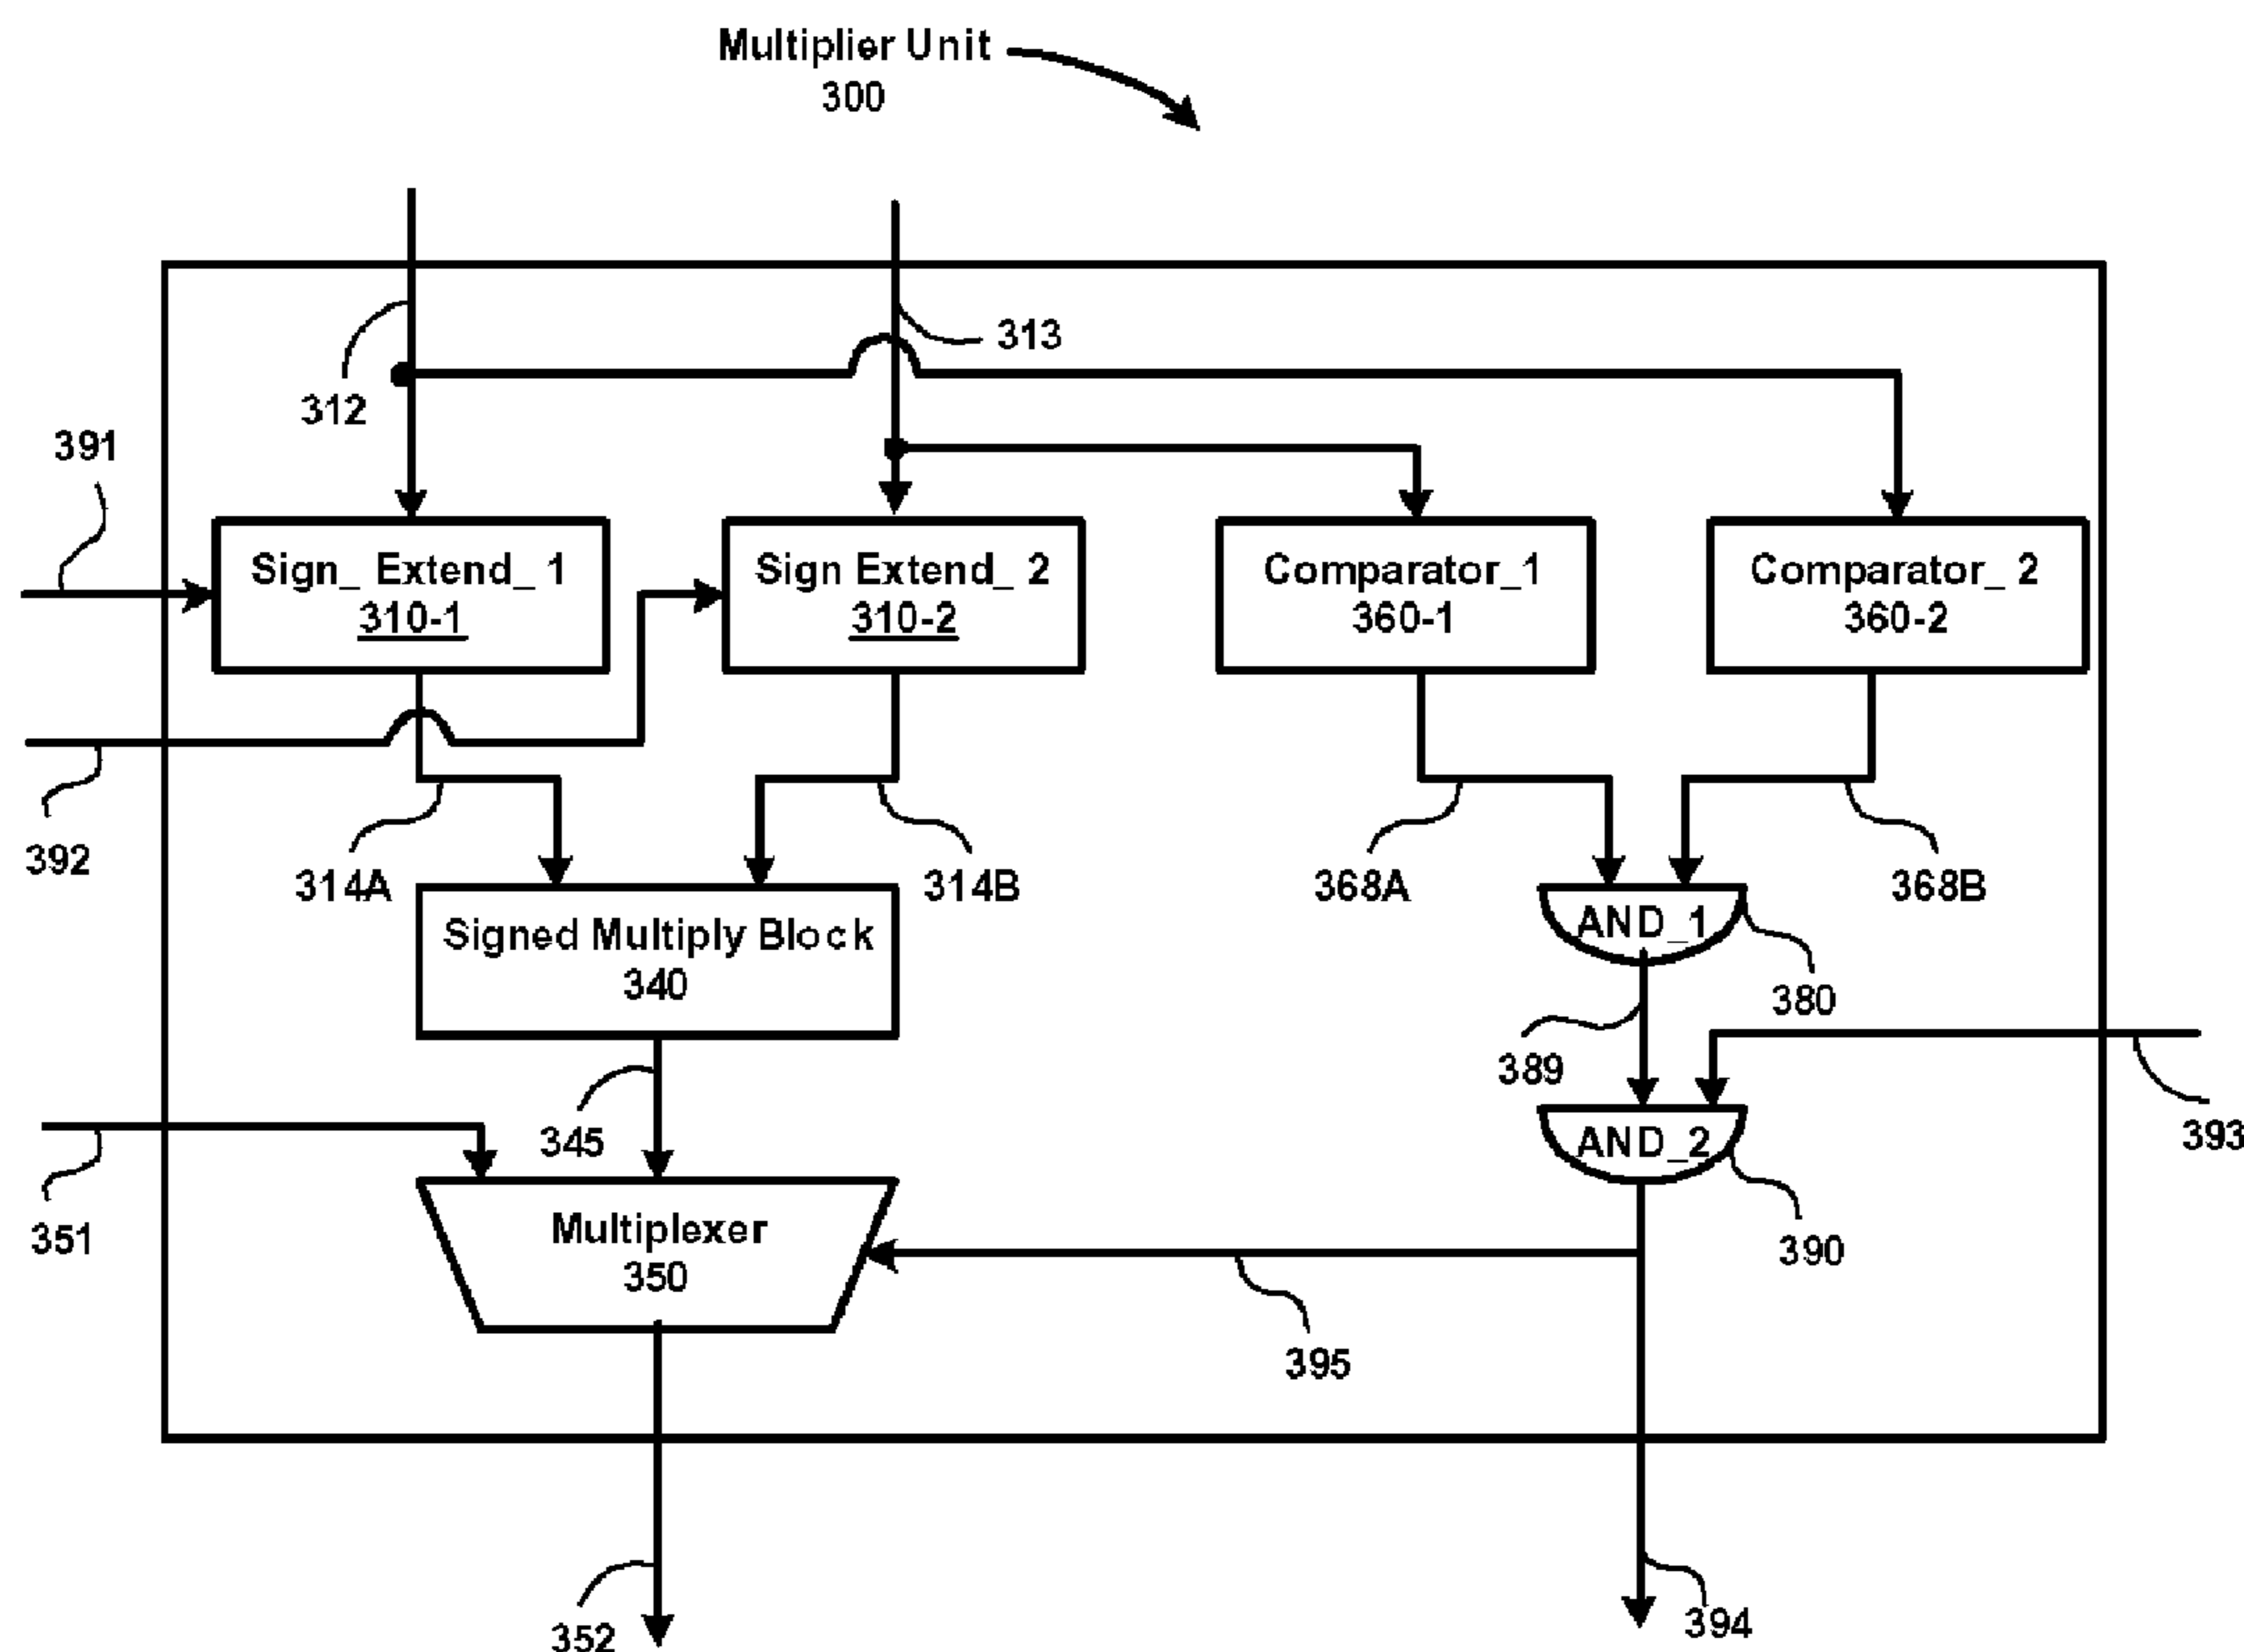 Multiplier Unit
300
313
312
391
Sign_ Extend_ 1
310-1
Sign Extend_ 2
310-2
Comparator_1
360-1
Comparator_ 2
360-2
392
314A
314B
368A
368B
Signed Multiply Block
340
AND_1
380
389
345
351
AND_2
393
390
Multiplexer
350
395
352
394